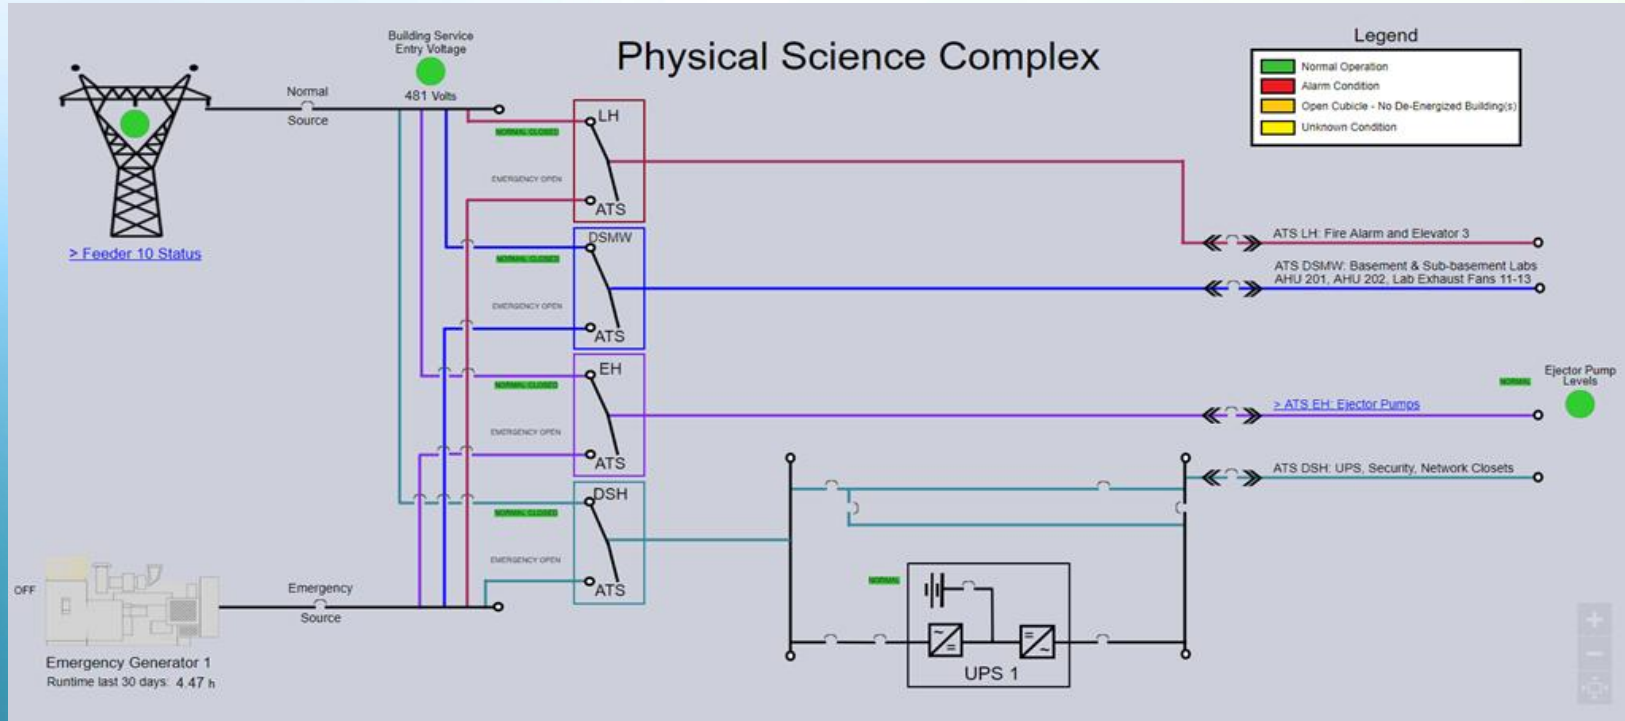 Building Service
Entry Voltage
481 Volts
Physical Science Complex
Legend
Normal Operation
Alarm Condition
Open Cubicle - No De-Energized Building(s)
Unknown Condition
Normal
Source
> Feeder 10 Status
NORMAL CLOSED
LH
EMERGENCY OPEN
ATS
DSMW
NORMAL CLOSED
EMERGENCY OPEN
ATS
EH
NORMAL CLOSED
EMERGENCY OPEN
ATS
DSH
NORMAL CLOSED
EMERGENCY OPEN
ATS
ATS LH: Fire Alarm and Elevator 3
ATS DSMW: Basement & Sub-basement Labs
AHU 201, AHU 202, Lab Exhaust Fans 11-13
NORMAL
Ejector Pump
Levels
> ATS EH: Ejector Pumps
ATS DSH: UPS, Security, Network Closets
NORMAL
UPS 1
OFF
Emergency
Source
Emergency Generator 1
Runtime last 30 days: 4.47 h